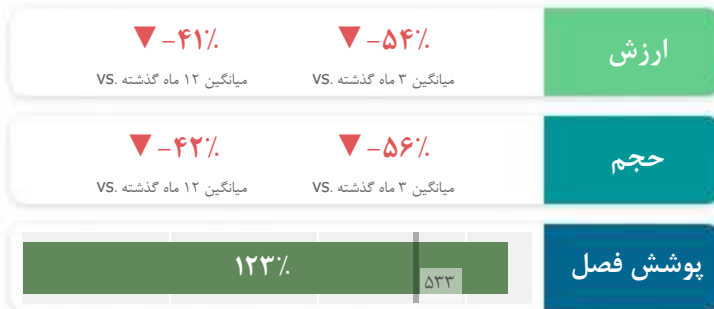 ارزش
▼ -۵۴٪ ▼ -۴۱٪
میانگین ۳ ماه گذشته .VS میانگین ۱۲ ماه گذشته .VS
حجم
▼ -۵۶٪ ▼ -۴۲٪
میانگین ۳ ماه گذشته .VS میانگین ۱۲ ماه گذشته .VS
پوشش فصل
۱۲۳٪
۵۳۳